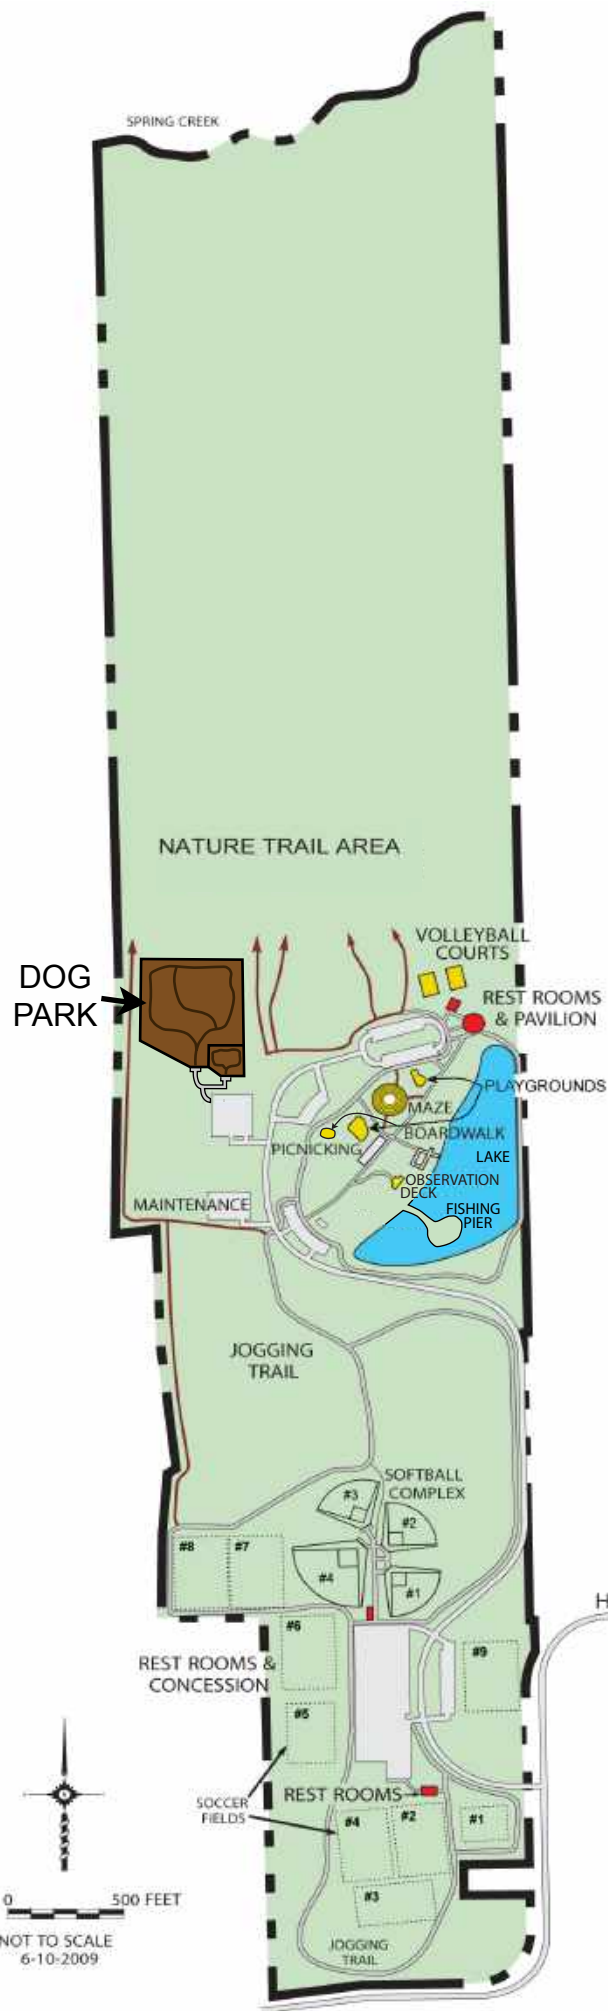 SPRING CREEK
NATURE TRAIL AREA
VOLLEYBALL
COURTS
DOG
PARK
REST ROOMS
& PAVILION
PLAYGROUNDS
MAZE
BOARDWALK
PICNICKING
LAKE
OBSERVATION
DECK
MAINTENANCE
FISHING
PIER
JOGGING
TRAIL
SOFTBALL
COMPLEX
#3
#2
#8
#7
#4
#1
H
#6
#9
REST ROOMS &
CONCESSION
#5
REST ROOMS
SOCCER
FIELDS
#4
#2
#1
#3
0
500 FEET
NOT TO SCALE
6-10-2009
JOGGING
TRAIL